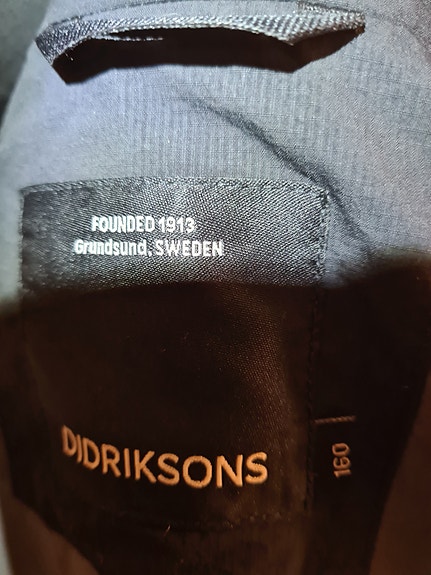 FOUNDED 1913
Grundsund, SWEDEN
DIDRIKSONS
160